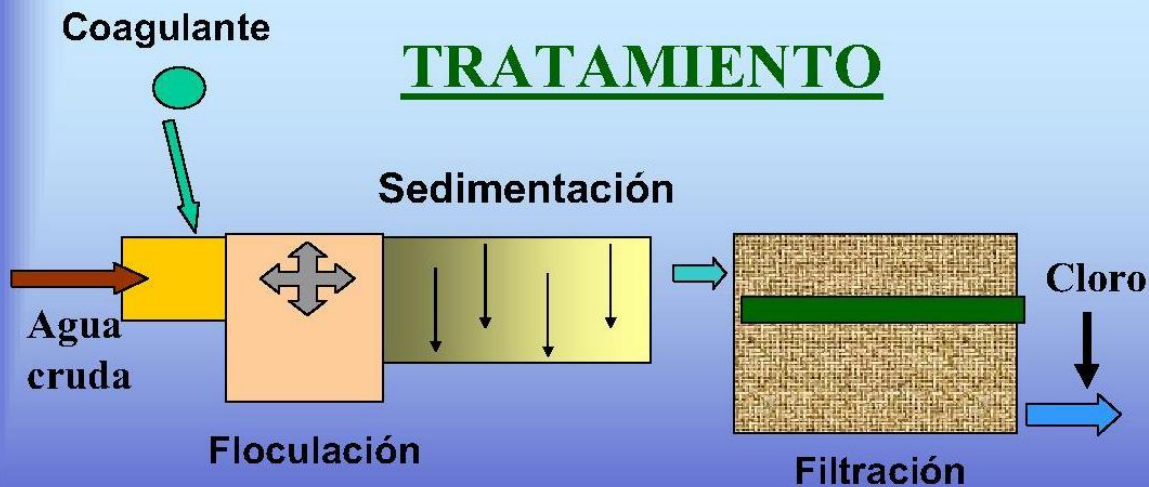 Coagulante
TRATAMIENTO
Sedimentación
Agua
cruda
Cloro
Floculación
Filtración